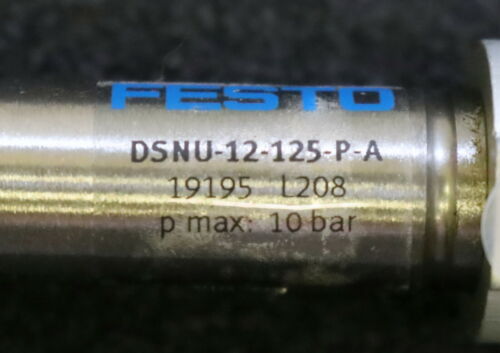 FESTO
DSNU-12-125-P-A
19195 L208
p max: 10 bar